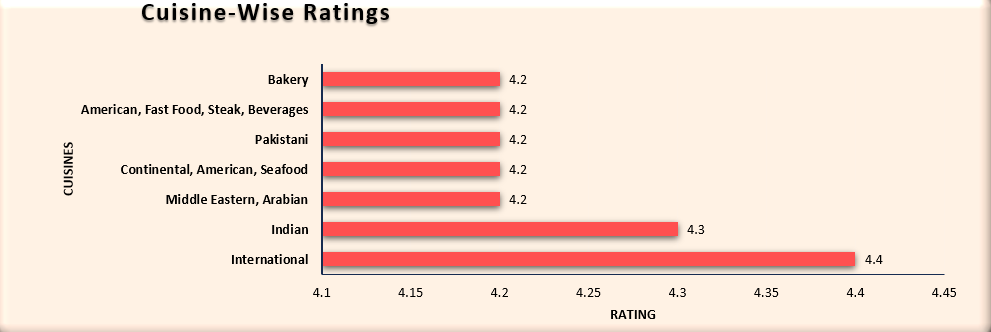 Cuisine-Wise Ratings
Bakery 4.2
American, Fast Food, Steak, Beverages 4.2
Pakistani 4.2
Continental, American, Seafood 4.2
Middle Eastern, Arabian 4.2
Indian 4.3
International 4.4
CUISINES
4.1 4.15 4.2 4.25 4.3 4.35 4.4 4.45
RATING